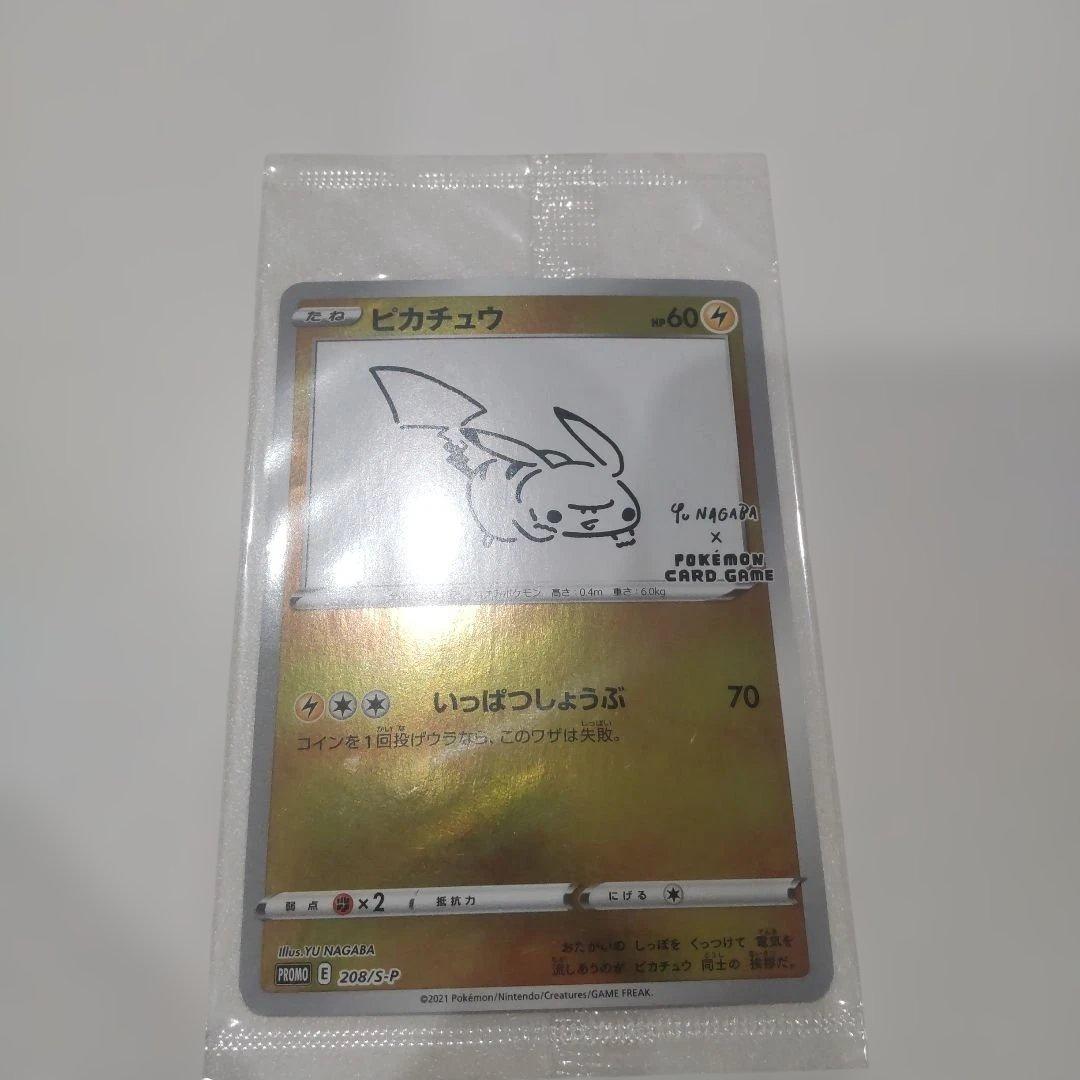 たね ピカチュウ HP60
YU NAGABA
×
POKÉMON
CARD GAME
ポケモン 高さ:0.4m 重さ:6.0kg
いっぱつしょうぶ 70
コインを1回投げウラなら、このワザは失敗。
弱点 ×2 抵抗力 にげる
Illus.YU NAGABA
おたがいの しっぽを くっつけて 電気を
流しあうのが ピカチュウ 同士の 挨拶だ。
PROMO E 208/S-P
©2021 Pokémon/Nintendo/Creatures/GAME FREAK.